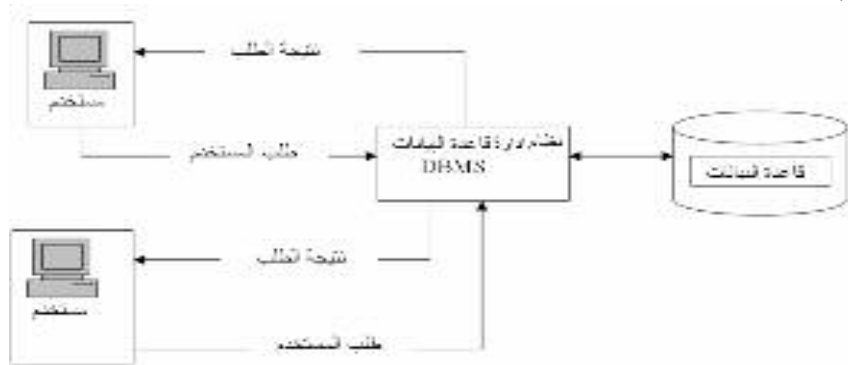 نتيجة الطلب
مستخدم
طلب المستخدم
نظام إدارة قاعدة البيانات
DBMS
قاعدة البيانات
نتيجة الطلب
مستخدم
طلب المستخدم